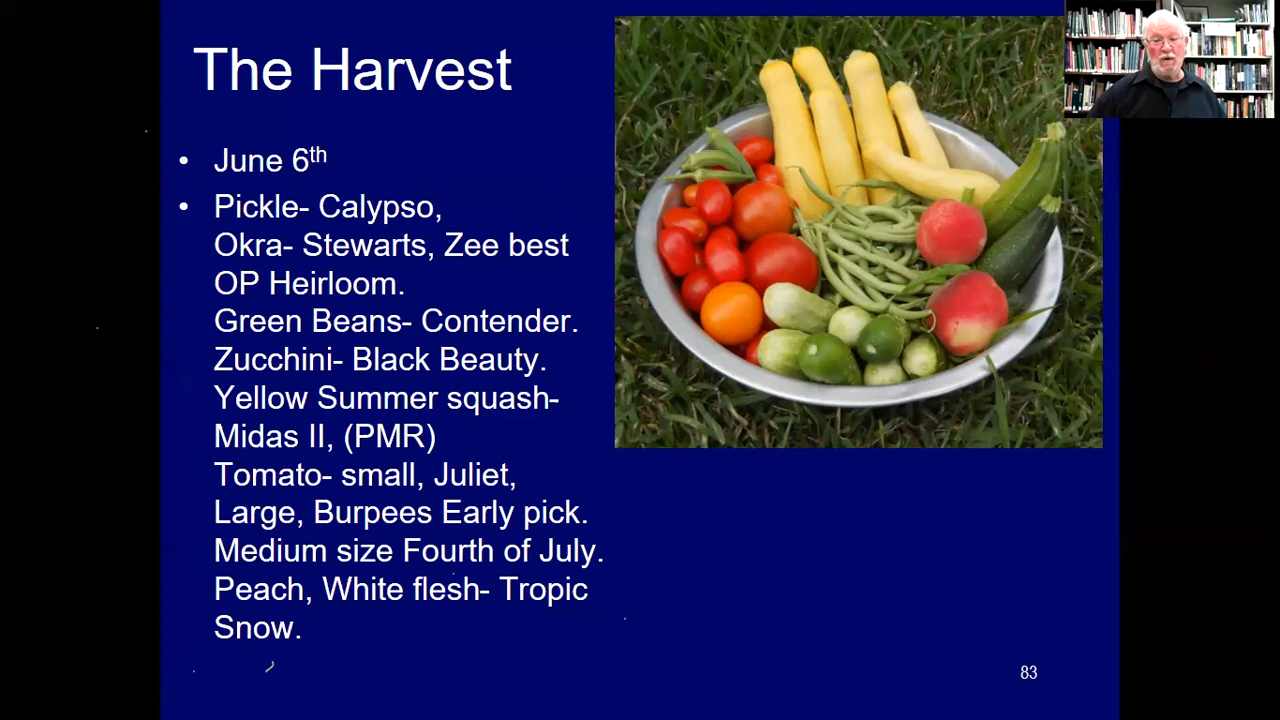 The Harvest
June 6th
Pickle- Calypso,
Okra- Stewarts, Zee best
OP Heirloom.
Green Beans- Contender.
Zucchini- Black Beauty.
Yellow Summer squash-
Midas II, (PMR)
Tomato- small, Juliet,
Large, Burpees Early pick.
Medium size Fourth of July.
Peach, White flesh- Tropic
Snow.
83